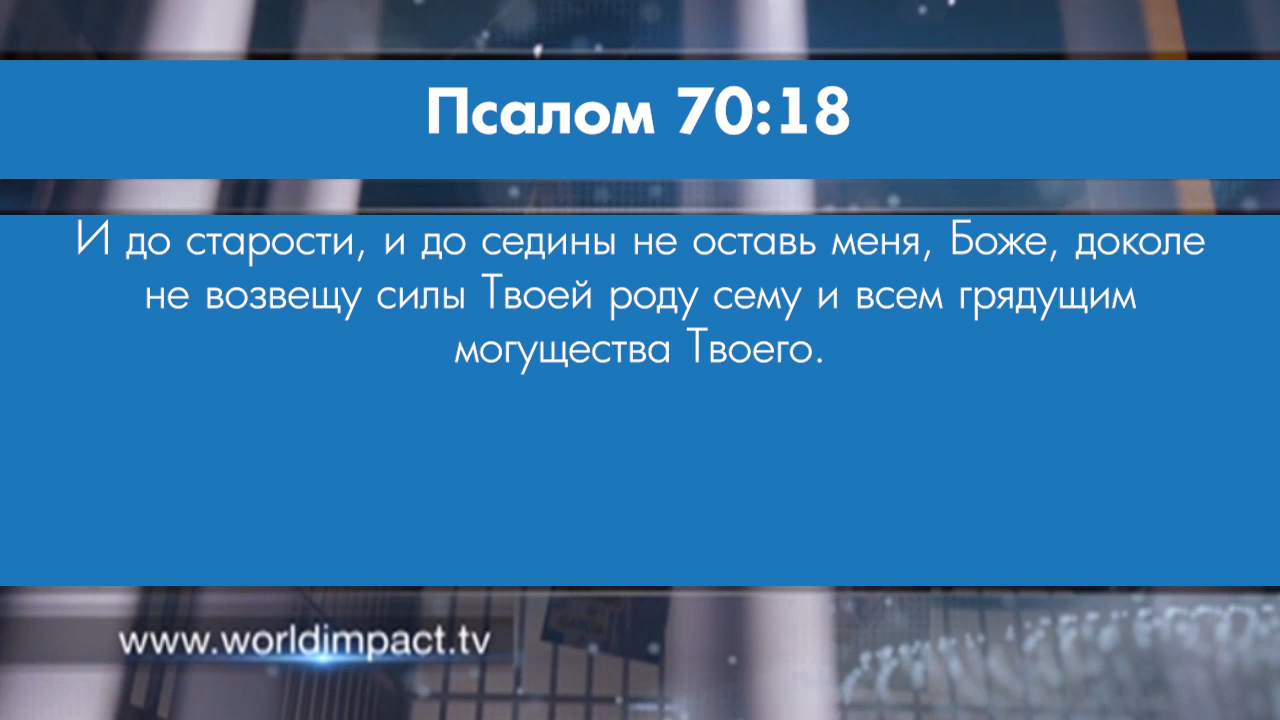 Псалом 70:18
И до старости, и до седины не оставь меня, Боже, доколе
не возвещу силы Твоей роду сему и всем грядущим
могущества Твоего.
www.worldimpact.tv